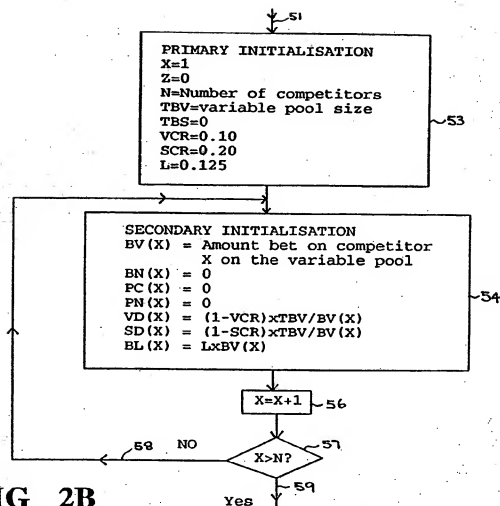 51
PRIMARY INITIALISATION
X=1
Z=0
N=Number of competitors
TBV=variable pool size
TBS=0
VCR=0.10
SCR=0.20
L=0.125
53
SECONDARY INITIALISATION
BV(X) = Amount bet on competitor
X on the variable pool
BN(X) = 0
PC(X) = 0
PN(X) = 0
VD(X) = (1-VCR)xTBV/BV(X)
SD(X) = (1-SCR)xTBV/BV(X)
BL(X) = LxBV(X)
54
X=X+1
56
58
NO
X>N?
57
59
Yes
IG 2B